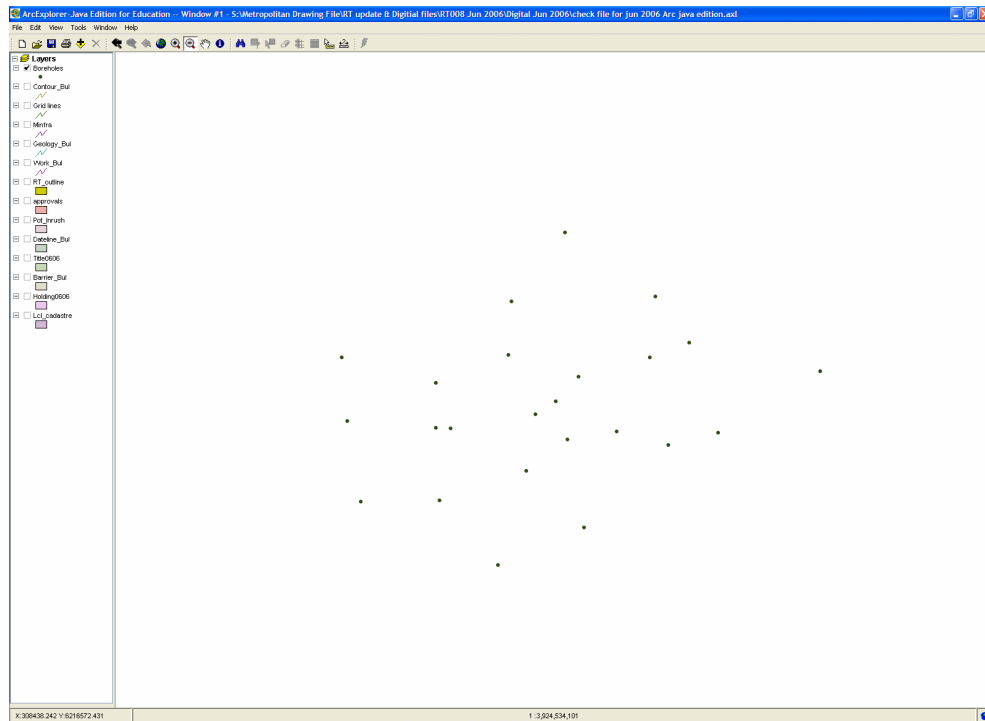 ArcExplorer-Java Edition for Education -- Window #1 - S:\Metropolitan Drawing File\RT update & Digitial files\RT008 Jun 2006\Digital Jun 2006\check file for jun 2006 Arc java edition.axl
File Edit View Tools Window Help
Layers
Boreholes
Contour_Bul
Grid lines
Minfra
Geology_Bul
Work_Bul
RT_outline
approvals
Pot_Inrush
Dateline_Bul
Title0606
Barrier_Bul
Holding0606
Lcl_cadastre
X:308438.242 Y:6216572.431 1 :3,924,534,101